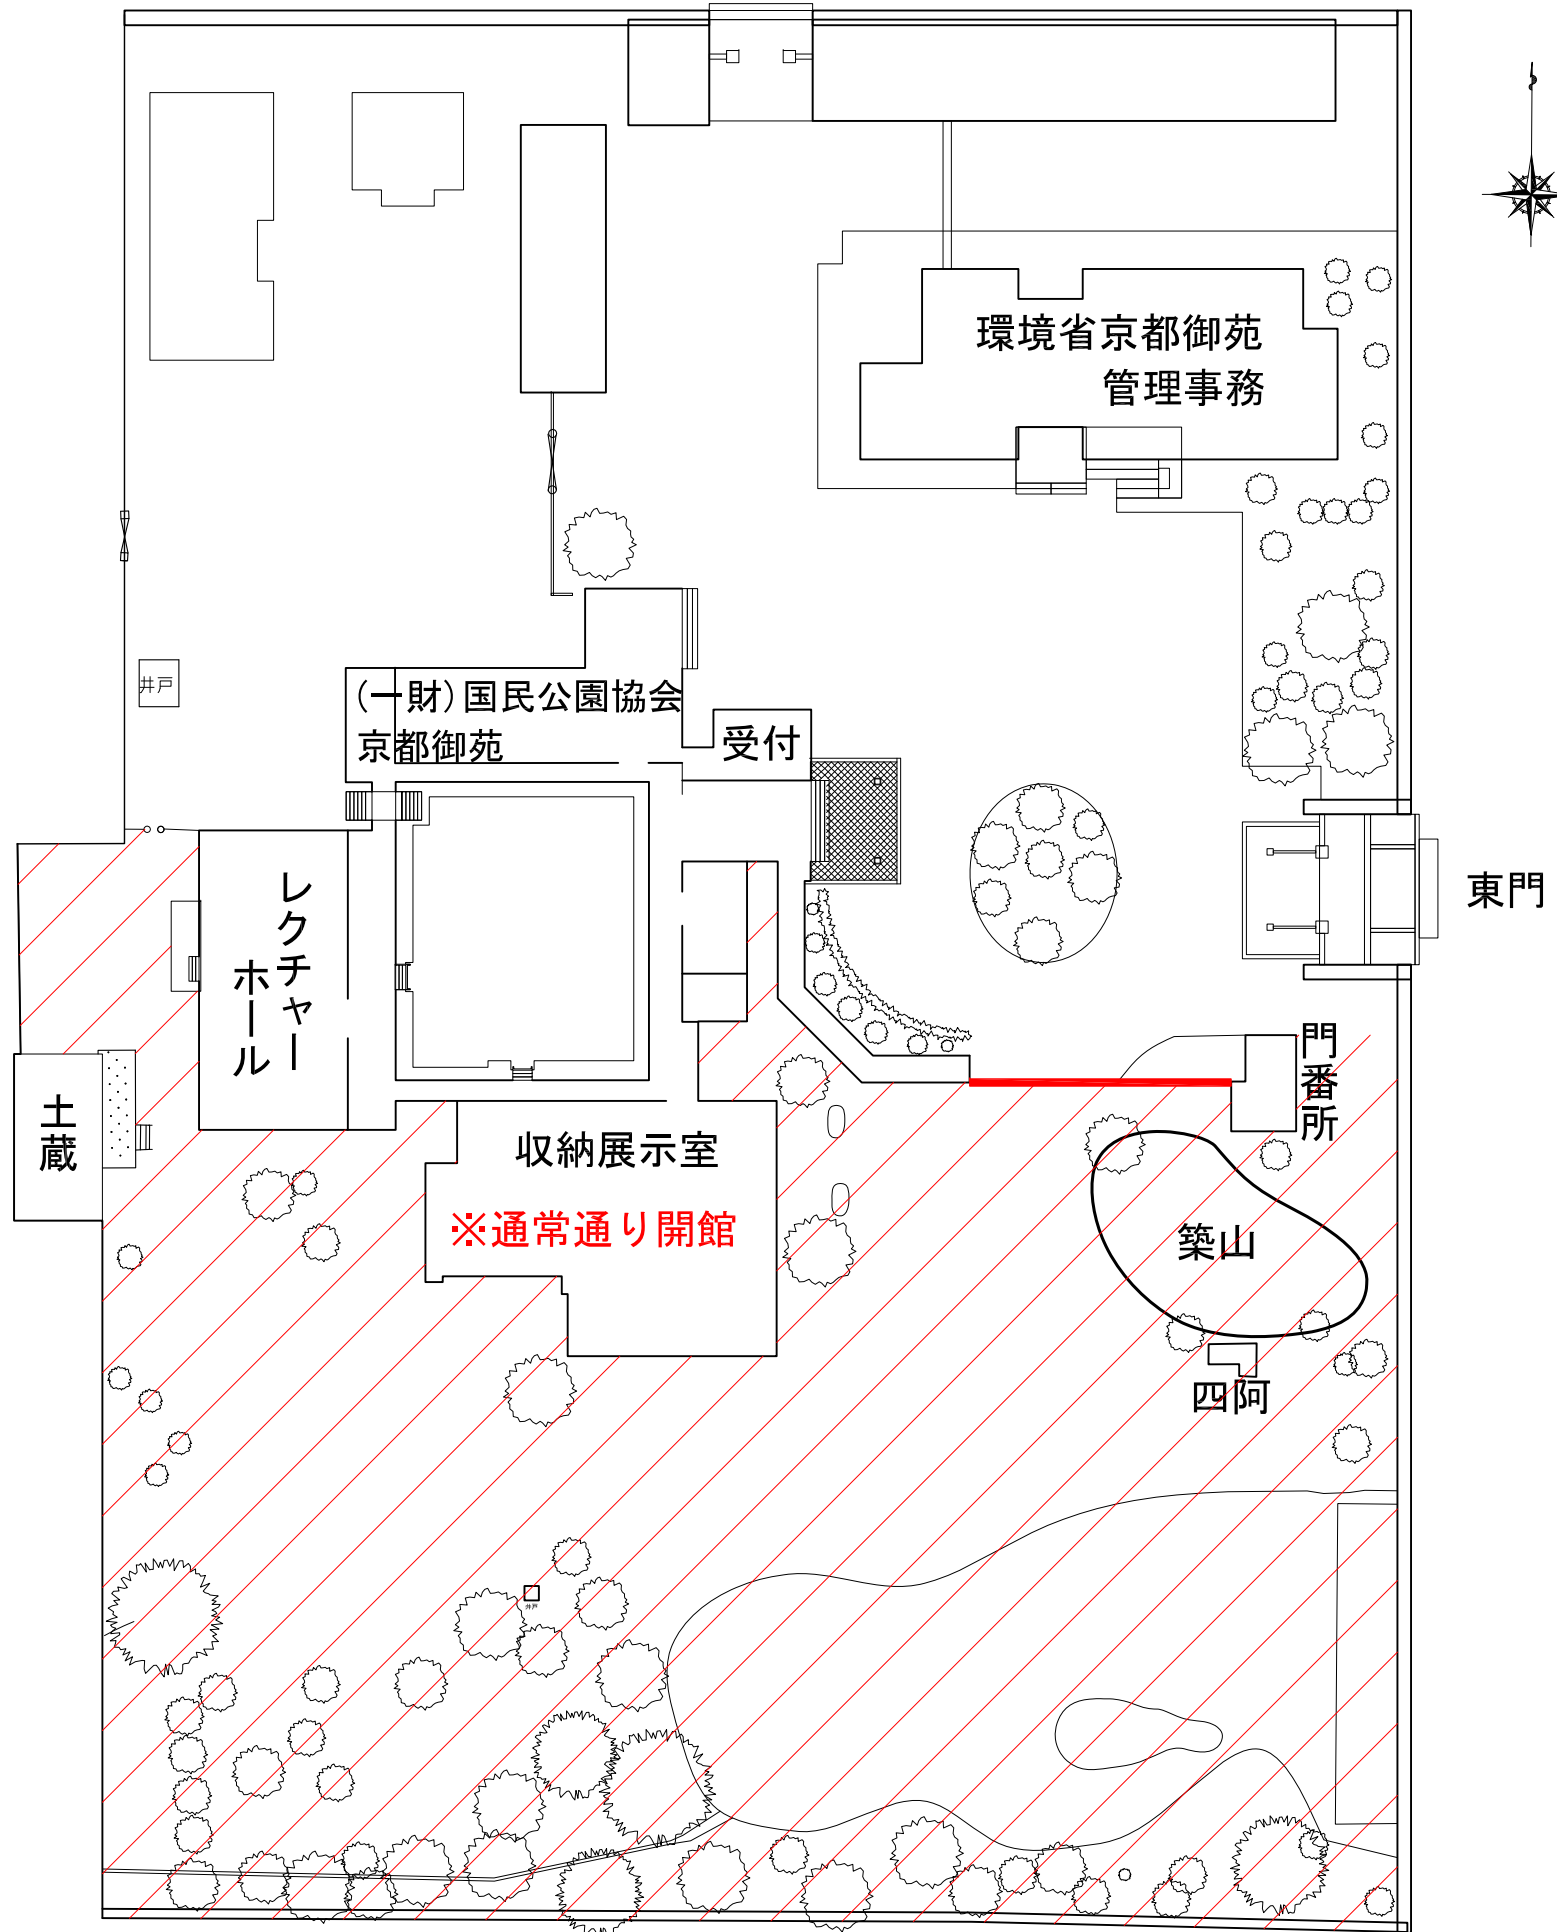 環境省京都御苑
管理事務
井戸
(一財)国民公園協会
京都御苑
受付
東門
レクチャー
ホール
門番所
土蔵
収納展示室
※通常通り開館
築山
四阿
井戸